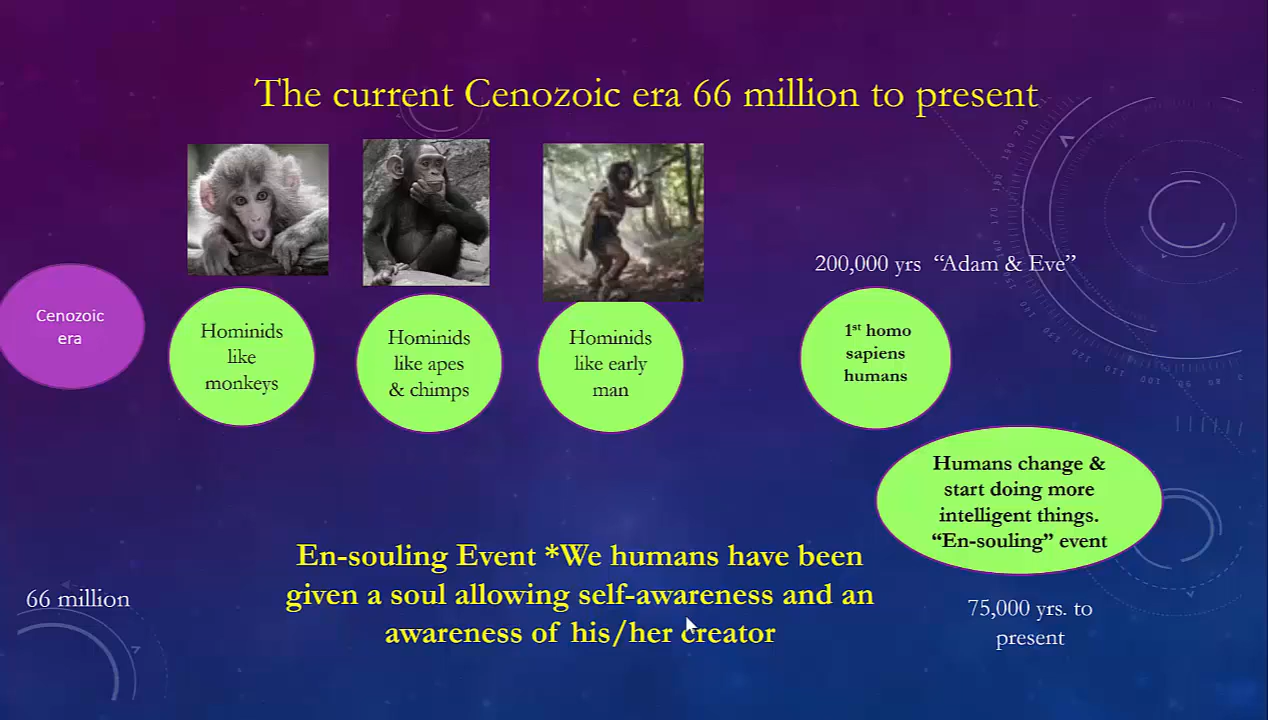 The current Cenozoic era 66 million to present
200,000 yrs “Adam & Eve”
Cenozoic
era
Hominids
like
monkeys
Hominids
like apes
& chimps
Hominids
like early
man
1st homo
sapiens
humans
Humans change &
start doing more
intelligent things.
“En-souling” event
En-souling Event *We humans have been
given a soul allowing self-awareness and an
awareness of his/her creator
66 million
75,000 yrs. to
present